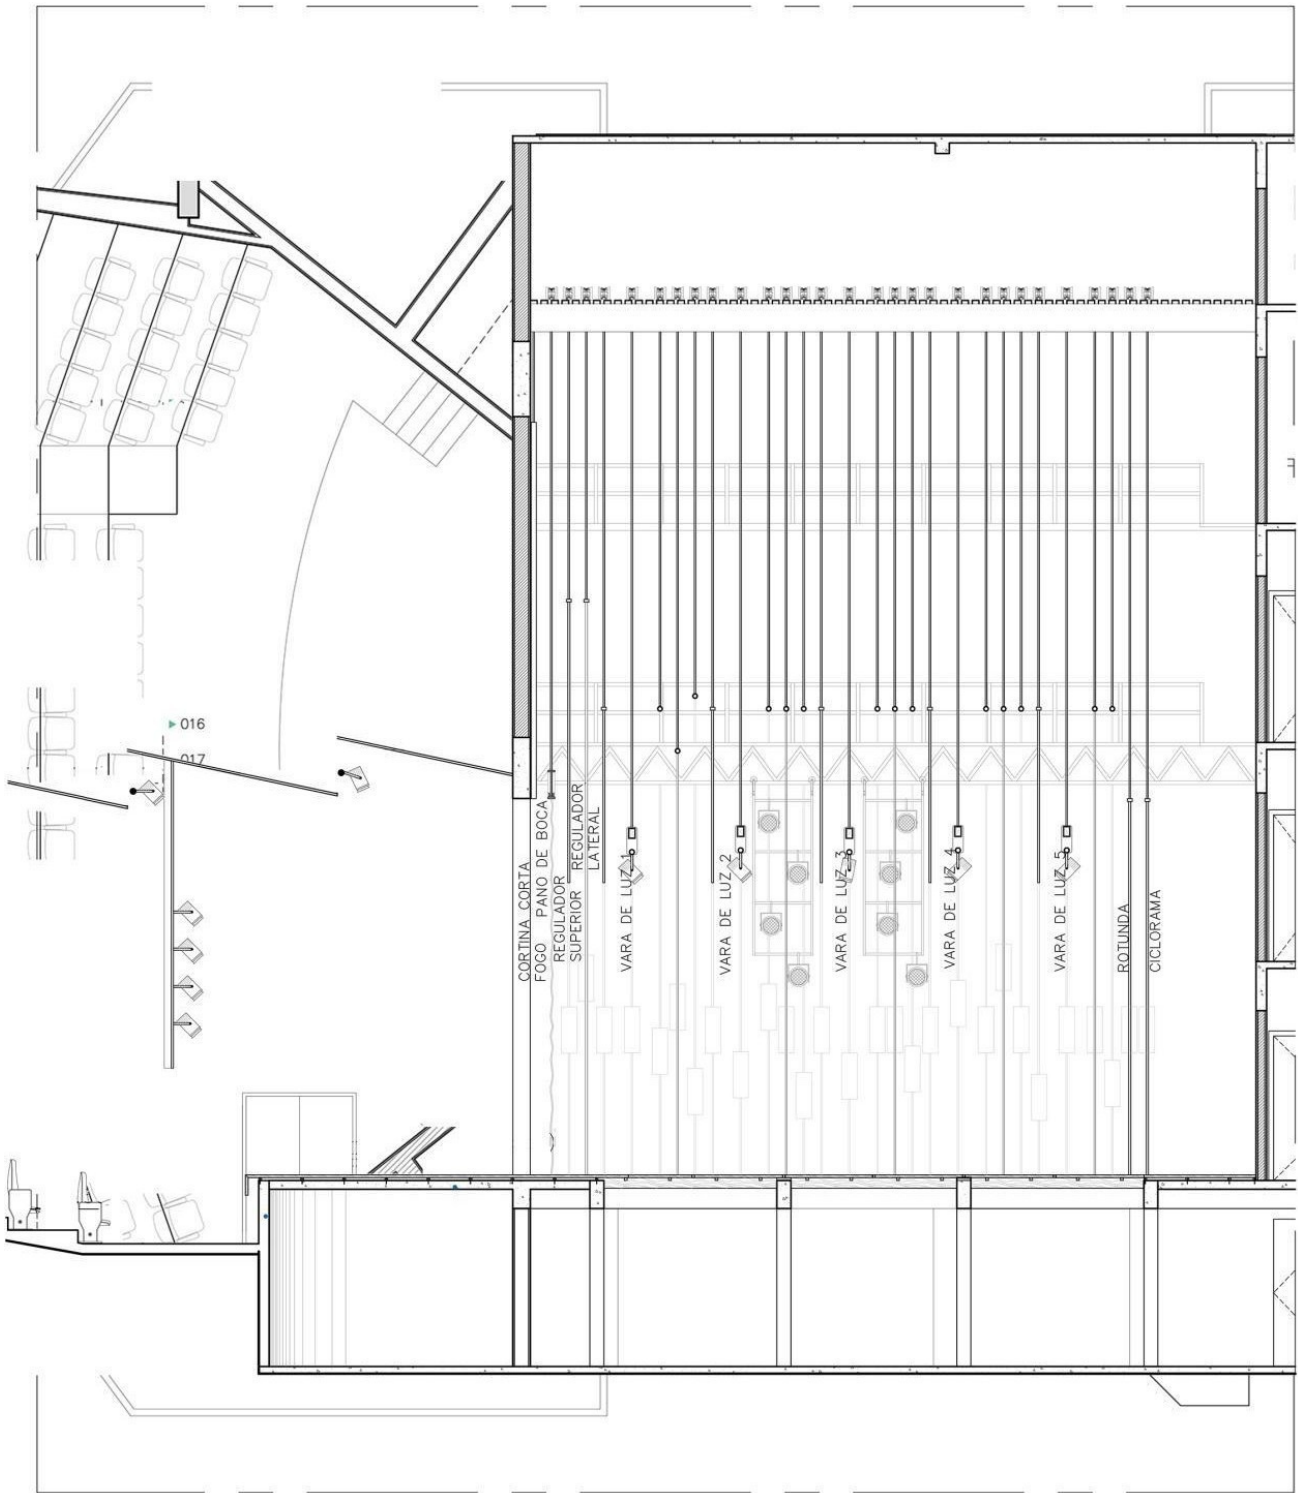 016
017
CORTINA CORTA
FOGO PANO DE BOCA
REGULADOR
SUPERIOR REGULADOR
LATERAL
VARA DE LUZ 1
VARA DE LUZ 2
VARA DE LUZ 3
VARA DE LUZ 4
VARA DE LUZ 5
ROTUNDA
CICLORAMA